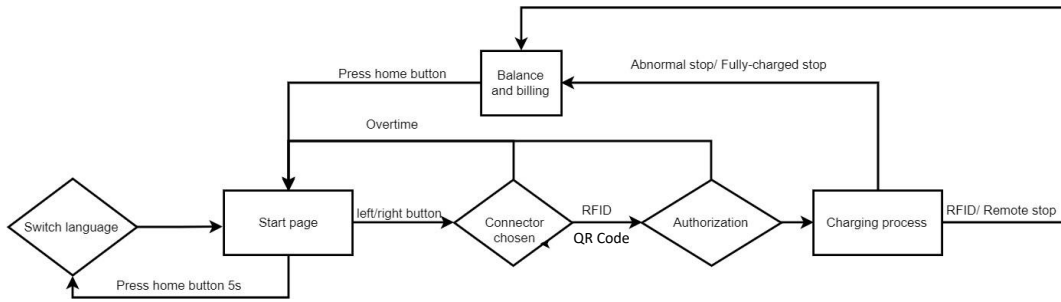 Abnormal stop/ Fully-charged stop
Press home button
Balance
and billing
Overtime
Switch language
Start page
left/right button
Connector
chosen
RFID
QR Code
Authorization
Charging process
RFID/ Remote stop
Press home button 5s